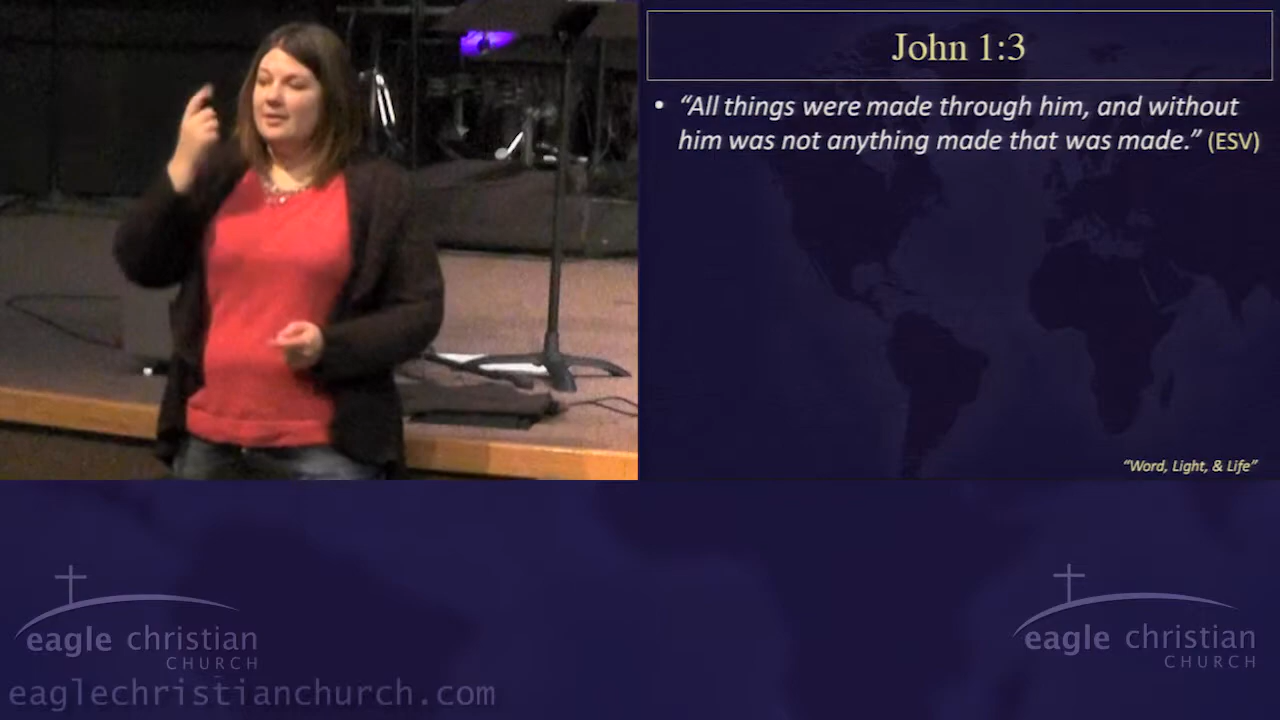 John 1:3
• “All things were made through him, and without
him was not anything made that was made.” (ESV)
“Word, Light, & Life”
eagle christian
CHURCH
eagle christian
CHURCH
eaglechristianchurch.com